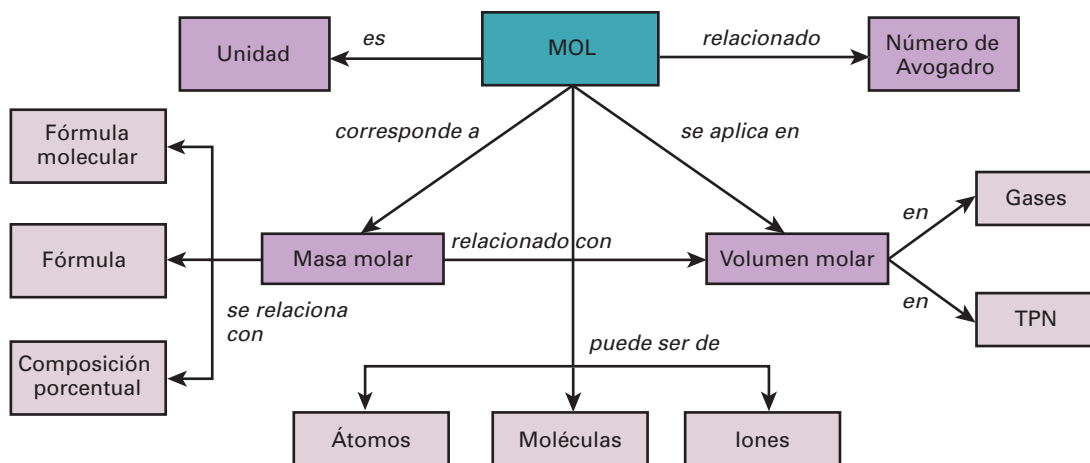 Unidad
es
MOL
relacionado
Número de
Avogadro
corresponde a
se aplica en
Fórmula
molecular
Fórmula
Composición
porcentual
se relaciona
con
Masa molar
relacionado con
Volumen molar
en
Gases
en
TPN
puede ser de
Átomos
Moléculas
Iones